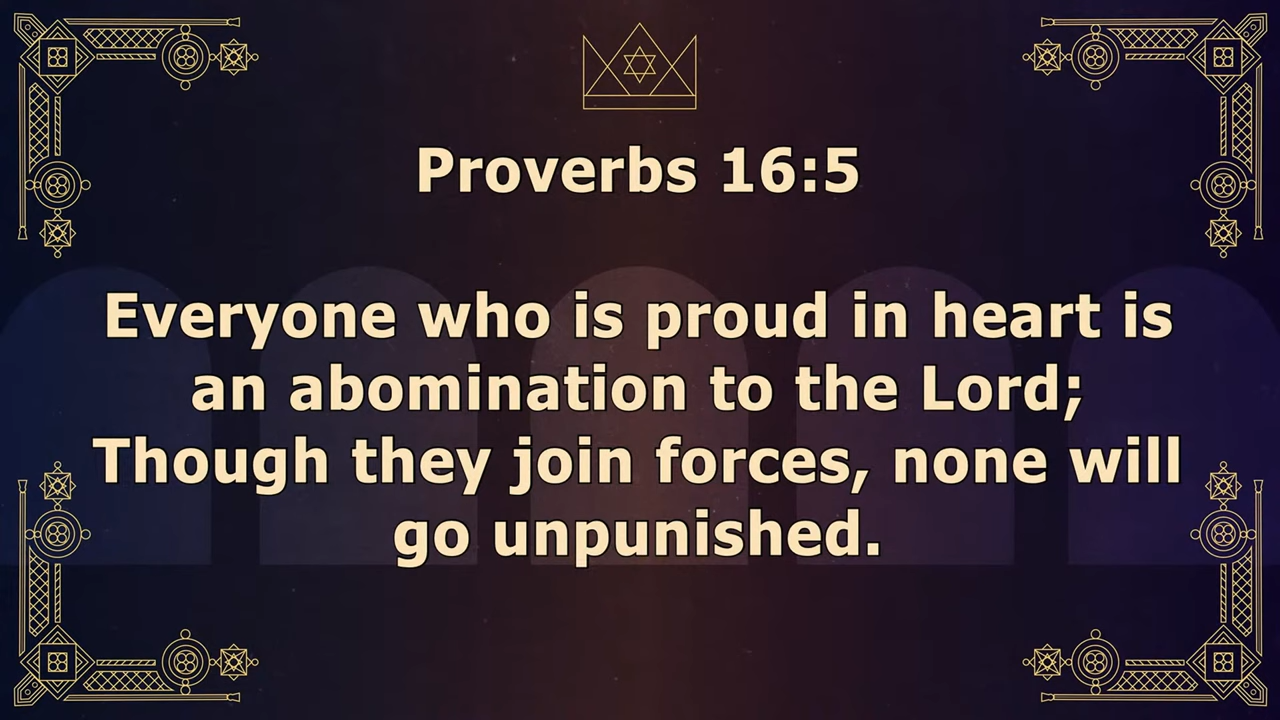 Proverbs 16:5
Everyone who is proud in heart is
an abomination to the Lord;
Though they join forces, none will
go unpunished.